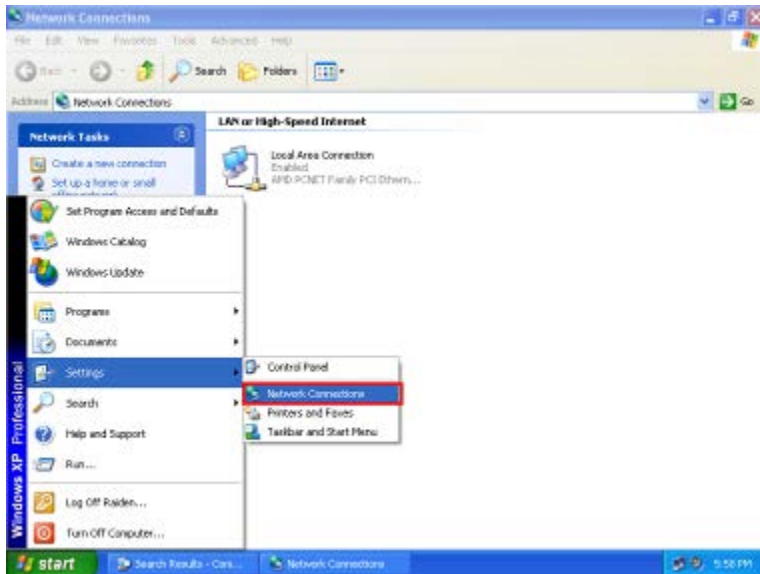 Network Connections
File Edit View Favorites Tools Advanced Help
Back Search Folders
Address Network Connections Go
Network Tasks
Create a new connection
Set up a home or small
LAN or High-Speed Internet
Local Area Connection
Enabled
AMD PCNET Family PCI Ethern...
Set Program Access and Defaults
Windows Catalog
Windows Update
Programs
Documents
Settings
Search
Help and Support
Run...
Log Off Raiden...
Turn Off Computer...
Windows XP Professional
Control Panel
Network Connections
Printers and Faxes
Taskbar and Start Menu
start
Search Results - Com...
Network Connections
5:58 PM